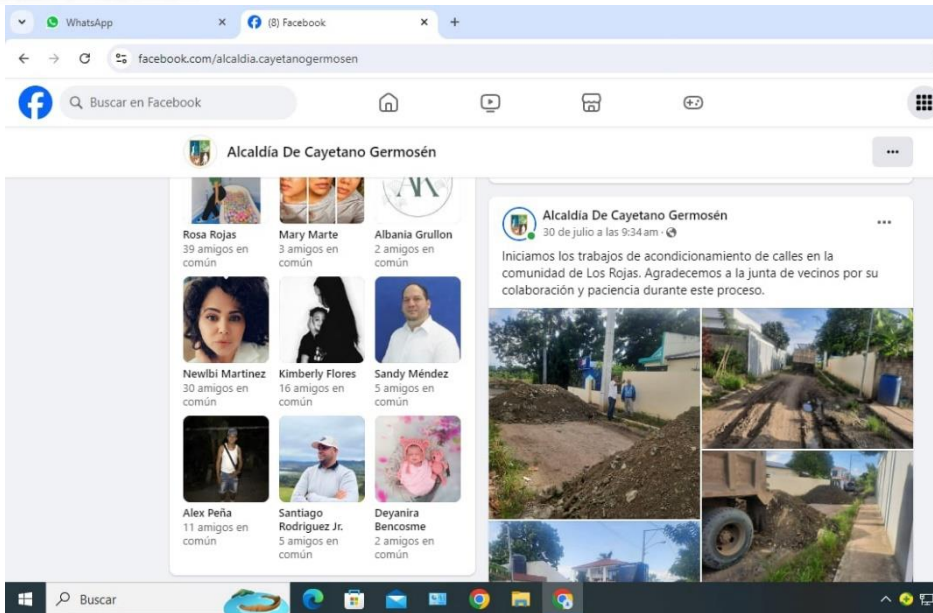 WhatsApp
(8) Facebook
facebook.com/alcaldia.cayetanogermosen
Buscar en Facebook
Alcaldía De Cayetano Germosén
Rosa Rojas
39 amigos en
común
Mary Marte
3 amigos en
común
Albania Grullon
2 amigos en
común
AK
Newlbi Martinez
30 amigos en
común
Kimberly Flores
16 amigos en
común
Sandy Méndez
5 amigos en
común
Alex Peña
11 amigos en
común
Santiago
Rodriguez Jr.
5 amigos en
común
Deyanira
Bencosme
2 amigos en
común
Alcaldía De Cayetano Germosén
30 de julio a las 9:34 am
Iniciamos los trabajos de acondicionamiento de calles en la
comunidad de Los Rojas. Agradecemos a la junta de vecinos por su
colaboración y paciencia durante este proceso.
Buscar